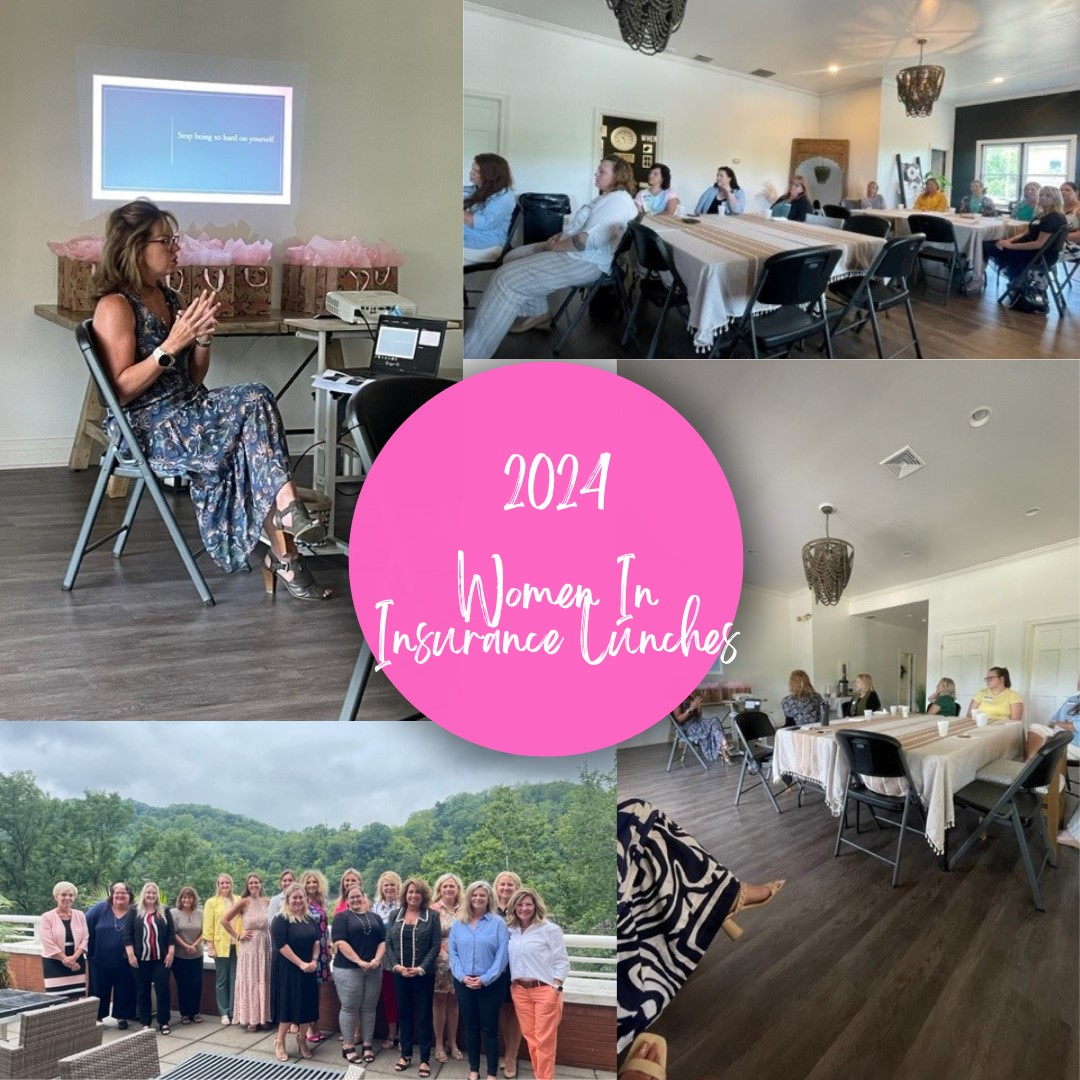 Stop being so hard on yourself.
2024
Women In
Insurance Lunches